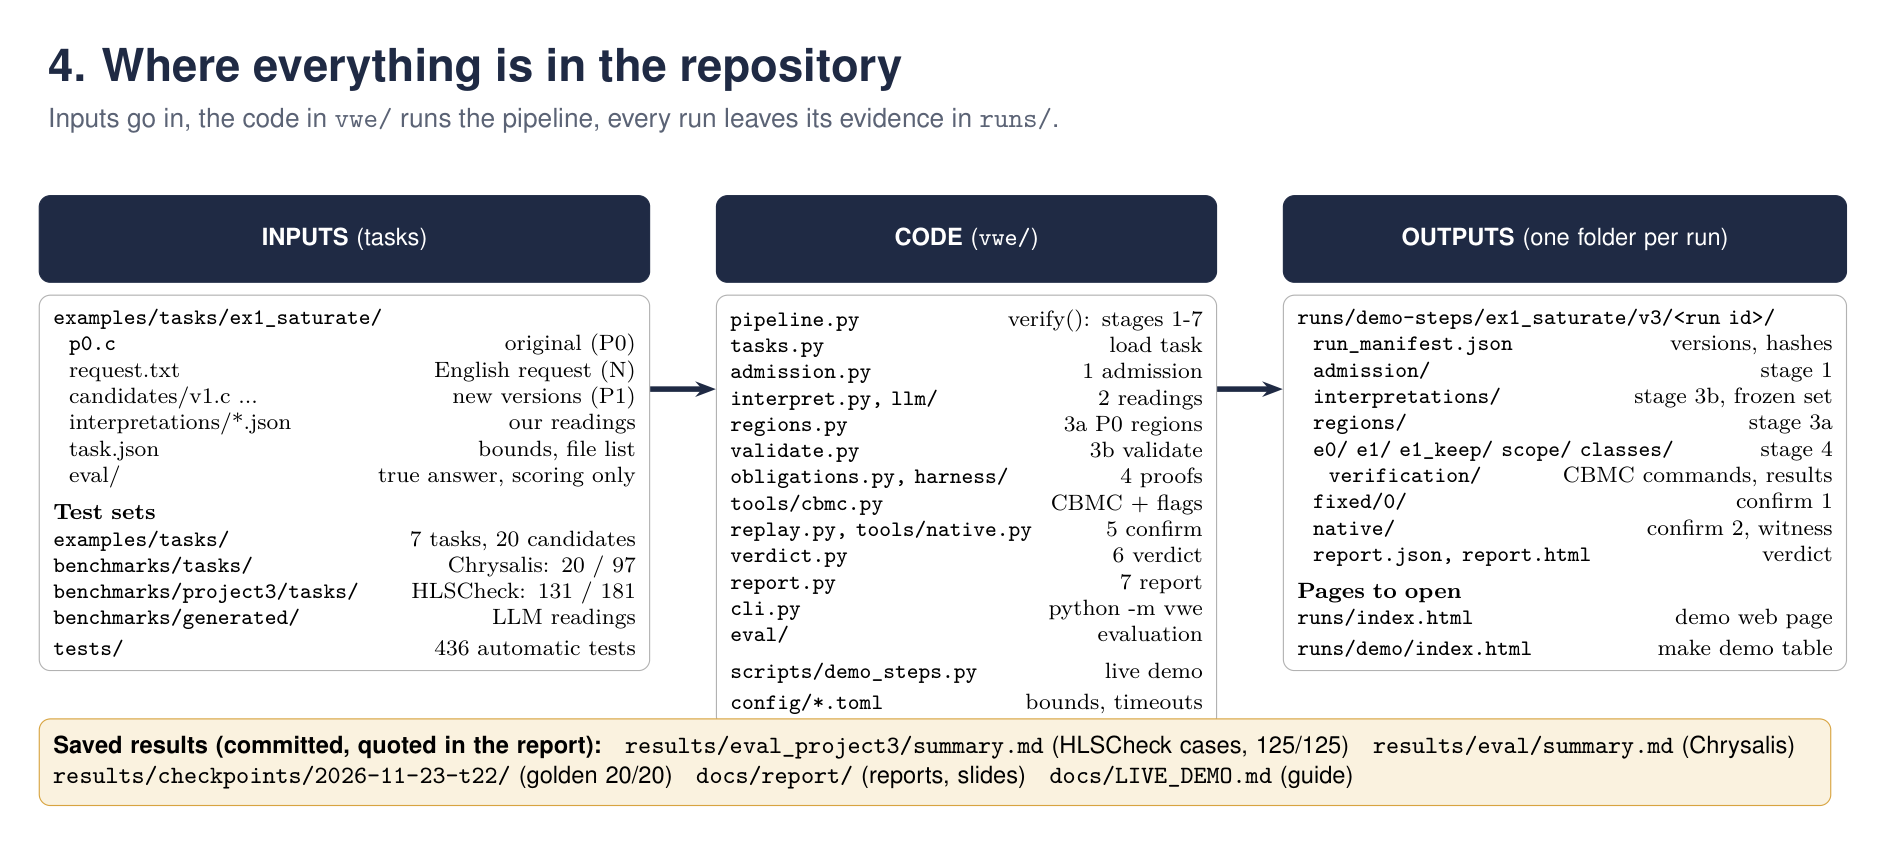 4. Where everything is in the repository
Inputs go in, the code in vwe/ runs the pipeline, every run leaves its evidence in runs/.
INPUTS (tasks)
examples/tasks/ex1_saturate/
p0.c original (P0)
request.txt English request (N)
candidates/v1.c ... new versions (P1)
interpretations/*.json our readings
task.json bounds, file list
eval/ true answer, scoring only
Test sets
examples/tasks/ 7 tasks, 20 candidates
benchmarks/tasks/ Chrysalis: 20 / 97
benchmarks/project3/tasks/ HLSCheck: 131 / 181
benchmarks/generated/ LLM readings
tests/ 436 automatic tests
CODE (vwe/)
pipeline.py verify(): stages 1-7
tasks.py load task
admission.py 1 admission
interpret.py, llm/ 2 readings
regions.py 3a P0 regions
validate.py 3b validate
obligations.py, harness/ 4 proofs
tools/cbmc.py CBMC + flags
replay.py, tools/native.py 5 confirm
verdict.py 6 verdict
report.py 7 report
cli.py python -m vwe
eval/ evaluation
scripts/demo_steps.py live demo
config/*.toml bounds, timeouts
OUTPUTS (one folder per run)
runs/demo-steps/ex1_saturate/v3/<run id>/
run_manifest.json versions, hashes
admission/ stage 1
interpretations/ stage 3b, frozen set
regions/ stage 3a
e0/ e1/ e1_keep/ scope/ classes/ stage 4
verification/ CBMC commands, results
fixed/0/ confirm 1
native/ confirm 2, witness
report.json, report.html verdict
Pages to open
runs/index.html demo web page
runs/demo/index.html make demo table
Saved results (committed, quoted in the report): results/eval_project3/summary.md (HLSCheck cases, 125/125) results/eval/summary.md (Chrysalis)
results/checkpoints/2026-11-23-t22/ (golden 20/20) docs/report/ (reports, slides) docs/LIVE_DEMO.md (guide)